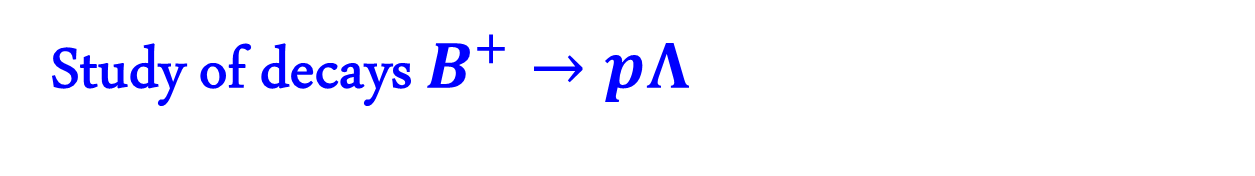 Study of decays B⁺ → pΛ